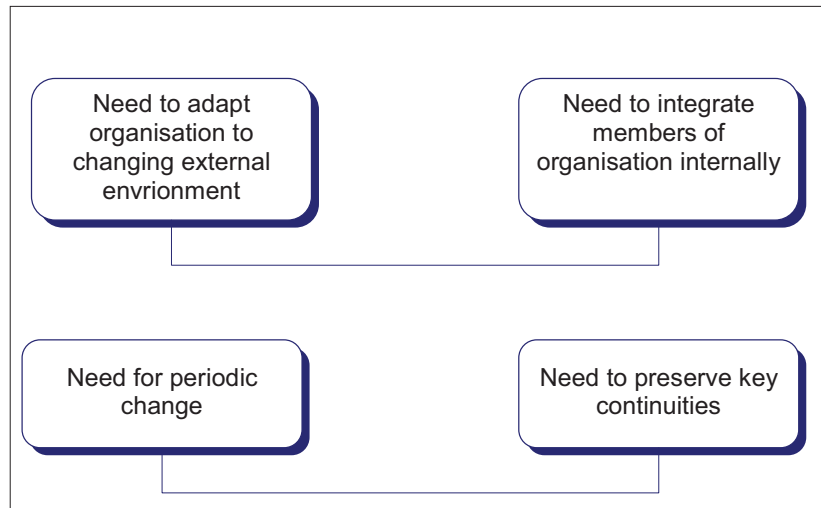 Need to adapt
organisation to
changing external
envrionment
Need to integrate
members of
organisation internally
Need for periodic
change
Need to preserve key
continuities